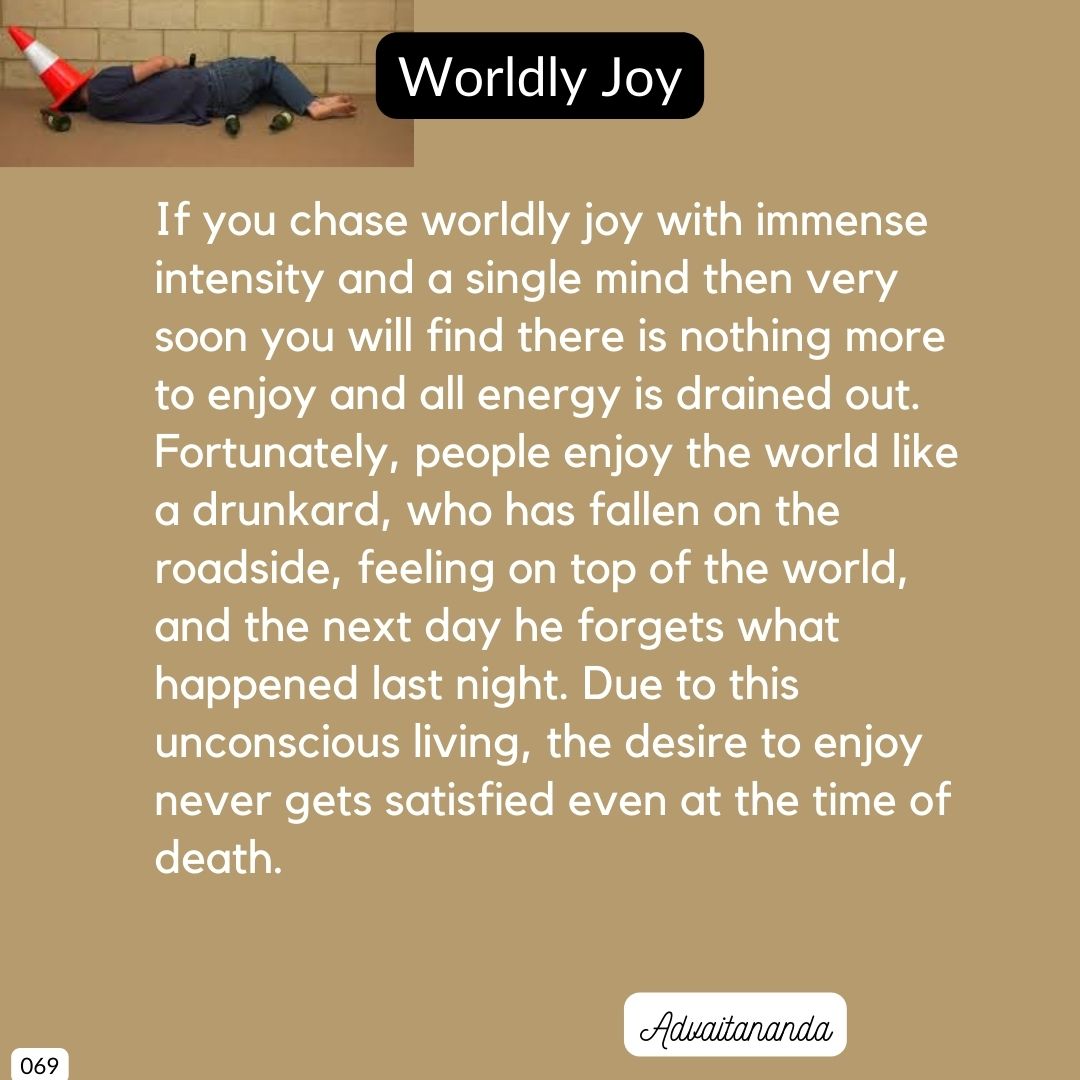 Worldly Joy
If you chase worldly joy with immense
intensity and a single mind then very
soon you will find there is nothing more
to enjoy and all energy is drained out.
Fortunately, people enjoy the world like
a drunkard, who has fallen on the
roadside, feeling on top of the world,
and the next day he forgets what
happened last night. Due to this
unconscious living, the desire to enjoy
never gets satisfied even at the time of
death.
Advaitananda
069